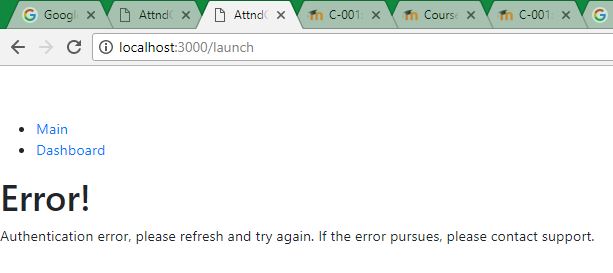 Google
AttndC
AttndC
C-001:
Course
C-001:
localhost:3000/launch
Main
Dashboard
Error!
Authentication error, please refresh and try again. If the error pursues, please contact support.